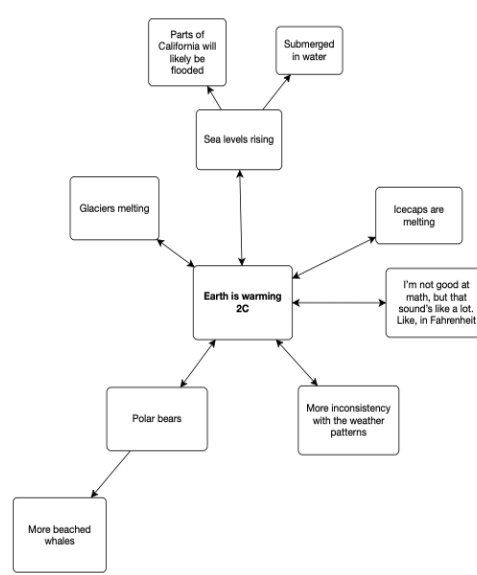 Parts of
California will
likely be
flooded
Submerged
in water
Sea levels rising
Glaciers melting
Icecaps are
melting
Earth is warming
2C
I'm not good at
math, but that
sound's like a lot.
Like, in Fahrenheit
Polar bears
More inconsistency
with the weather
patterns
More beached
whales